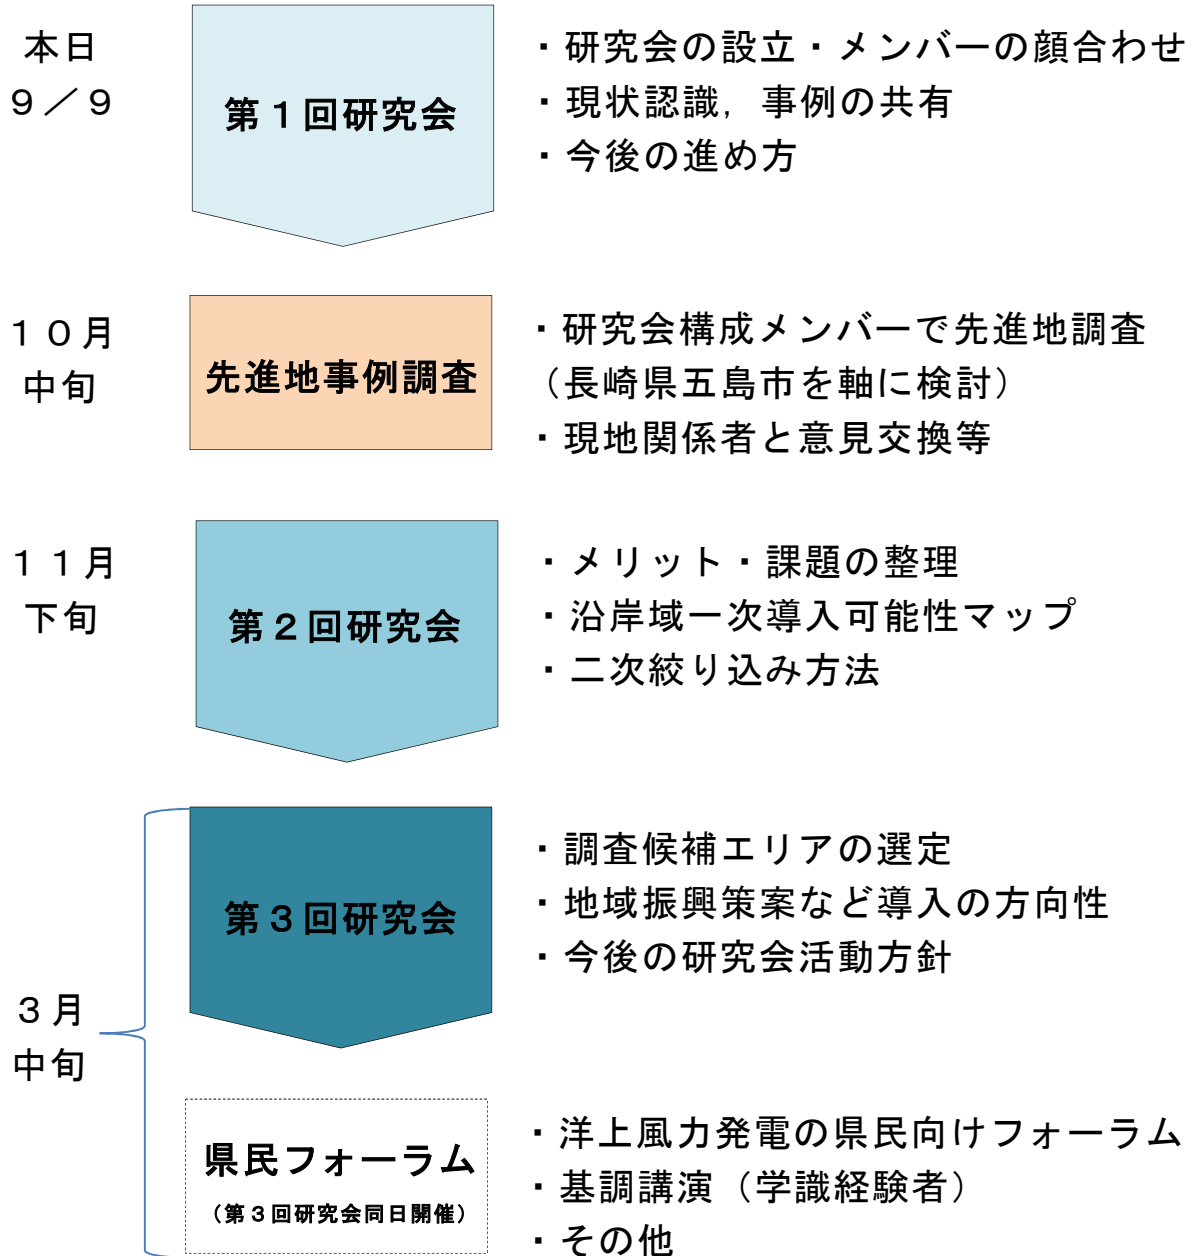 本日
９／９
第１回研究会
・研究会の設立・メンバーの顔合わせ
・現状認識，事例の共有
・今後の進め方
１０月
中旬
先進地事例調査
・研究会構成メンバーで先進地調査
（長崎県五島市を軸に検討）
・現地関係者と意見交換等
１１月
下旬
第２回研究会
・メリット・課題の整理
・沿岸域一次導入可能性マップ
・二次絞り込み方法
３月
中旬
第３回研究会
・調査候補エリアの選定
・地域振興策案など導入の方向性
・今後の研究会活動方針
県民フォーラム
（第３回研究会同日開催）
・洋上風力発電の県民向けフォーラム
・基調講演（学識経験者）
・その他